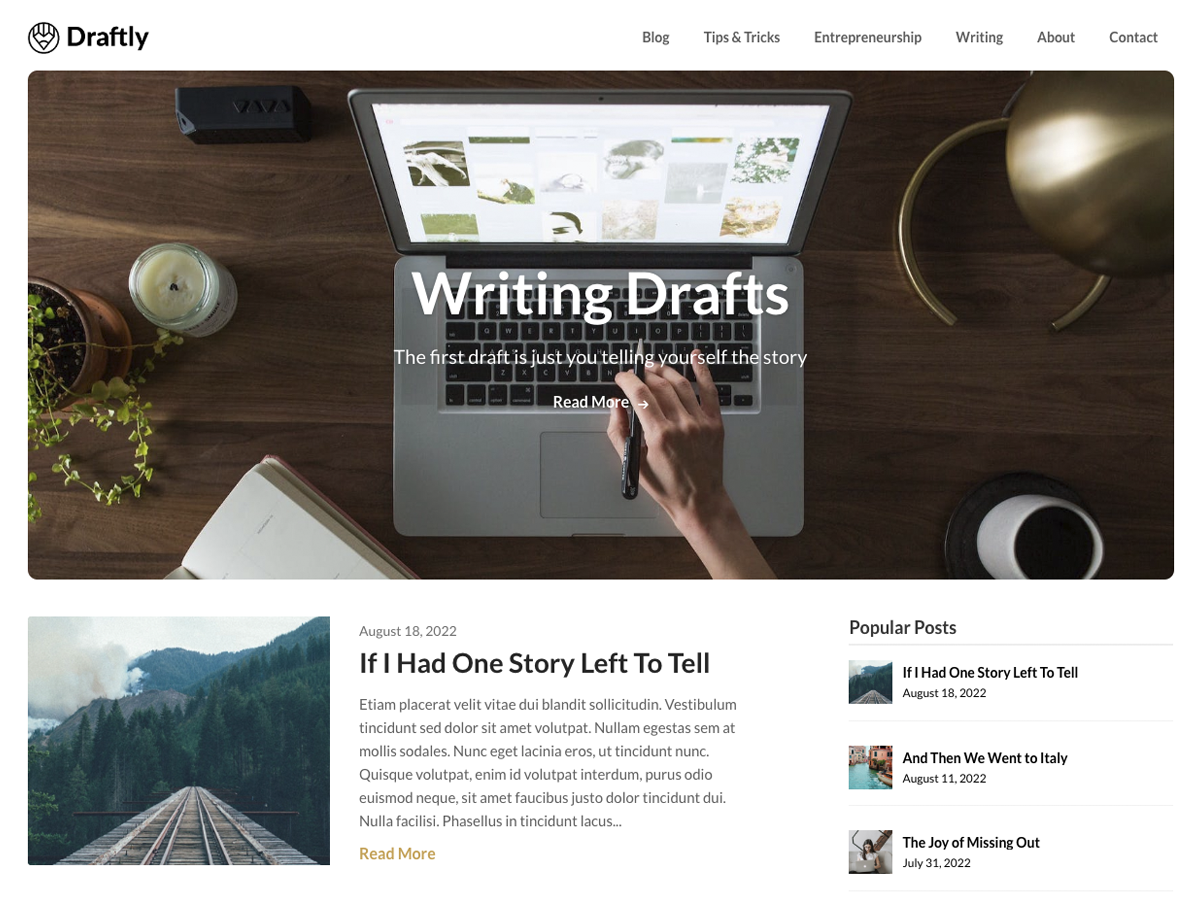 Draftly
Blog
Tips & Tricks
Entrepreneurship
Writing
About
Contact
Writing Drafts
The first draft is just you telling yourself the story
Read More →
August 18, 2022
If I Had One Story Left To Tell
Etiam placerat velit vitae dui blandit sollicitudin. Vestibulum
tincidunt sed dolor sit amet volutpat. Nullam egestas sem at
mollis sodales. Nunc eget lacinia eros, ut tincidunt nunc.
Quisque volutpat, enim id volutpat interdum, purus odio
euismod neque, sit amet faucibus justo dolor tincidunt dui.
Nulla facilisi. Phasellus in tincidunt lacus...
Read More
Popular Posts
If I Had One Story Left To Tell
August 18, 2022
And Then We Went to Italy
August 11, 2022
The Joy of Missing Out
July 31, 2022